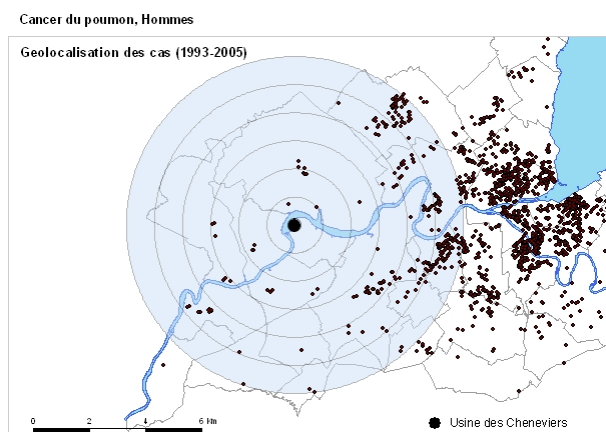 Cancer du poumon, Hommes
Geolocalisation des cas (1993-2005)
0 2 4 6 Km
Usine des Cheneviers